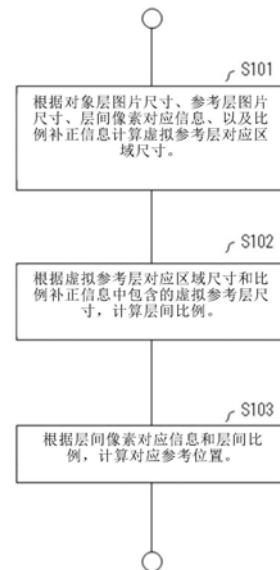 S101
根据对象层图片尺寸、参考层图片
尺寸、层间像素对应信息、以及比
例补正信息计算虚拟参考层对应区
域尺寸。
S102
根据虚拟参考层对应区域尺寸和比
例补正信息中包含的虚拟参考层尺
寸，计算层间比例。
S103
根据层间像素对应信息和层间比
例，计算对应参考位置。